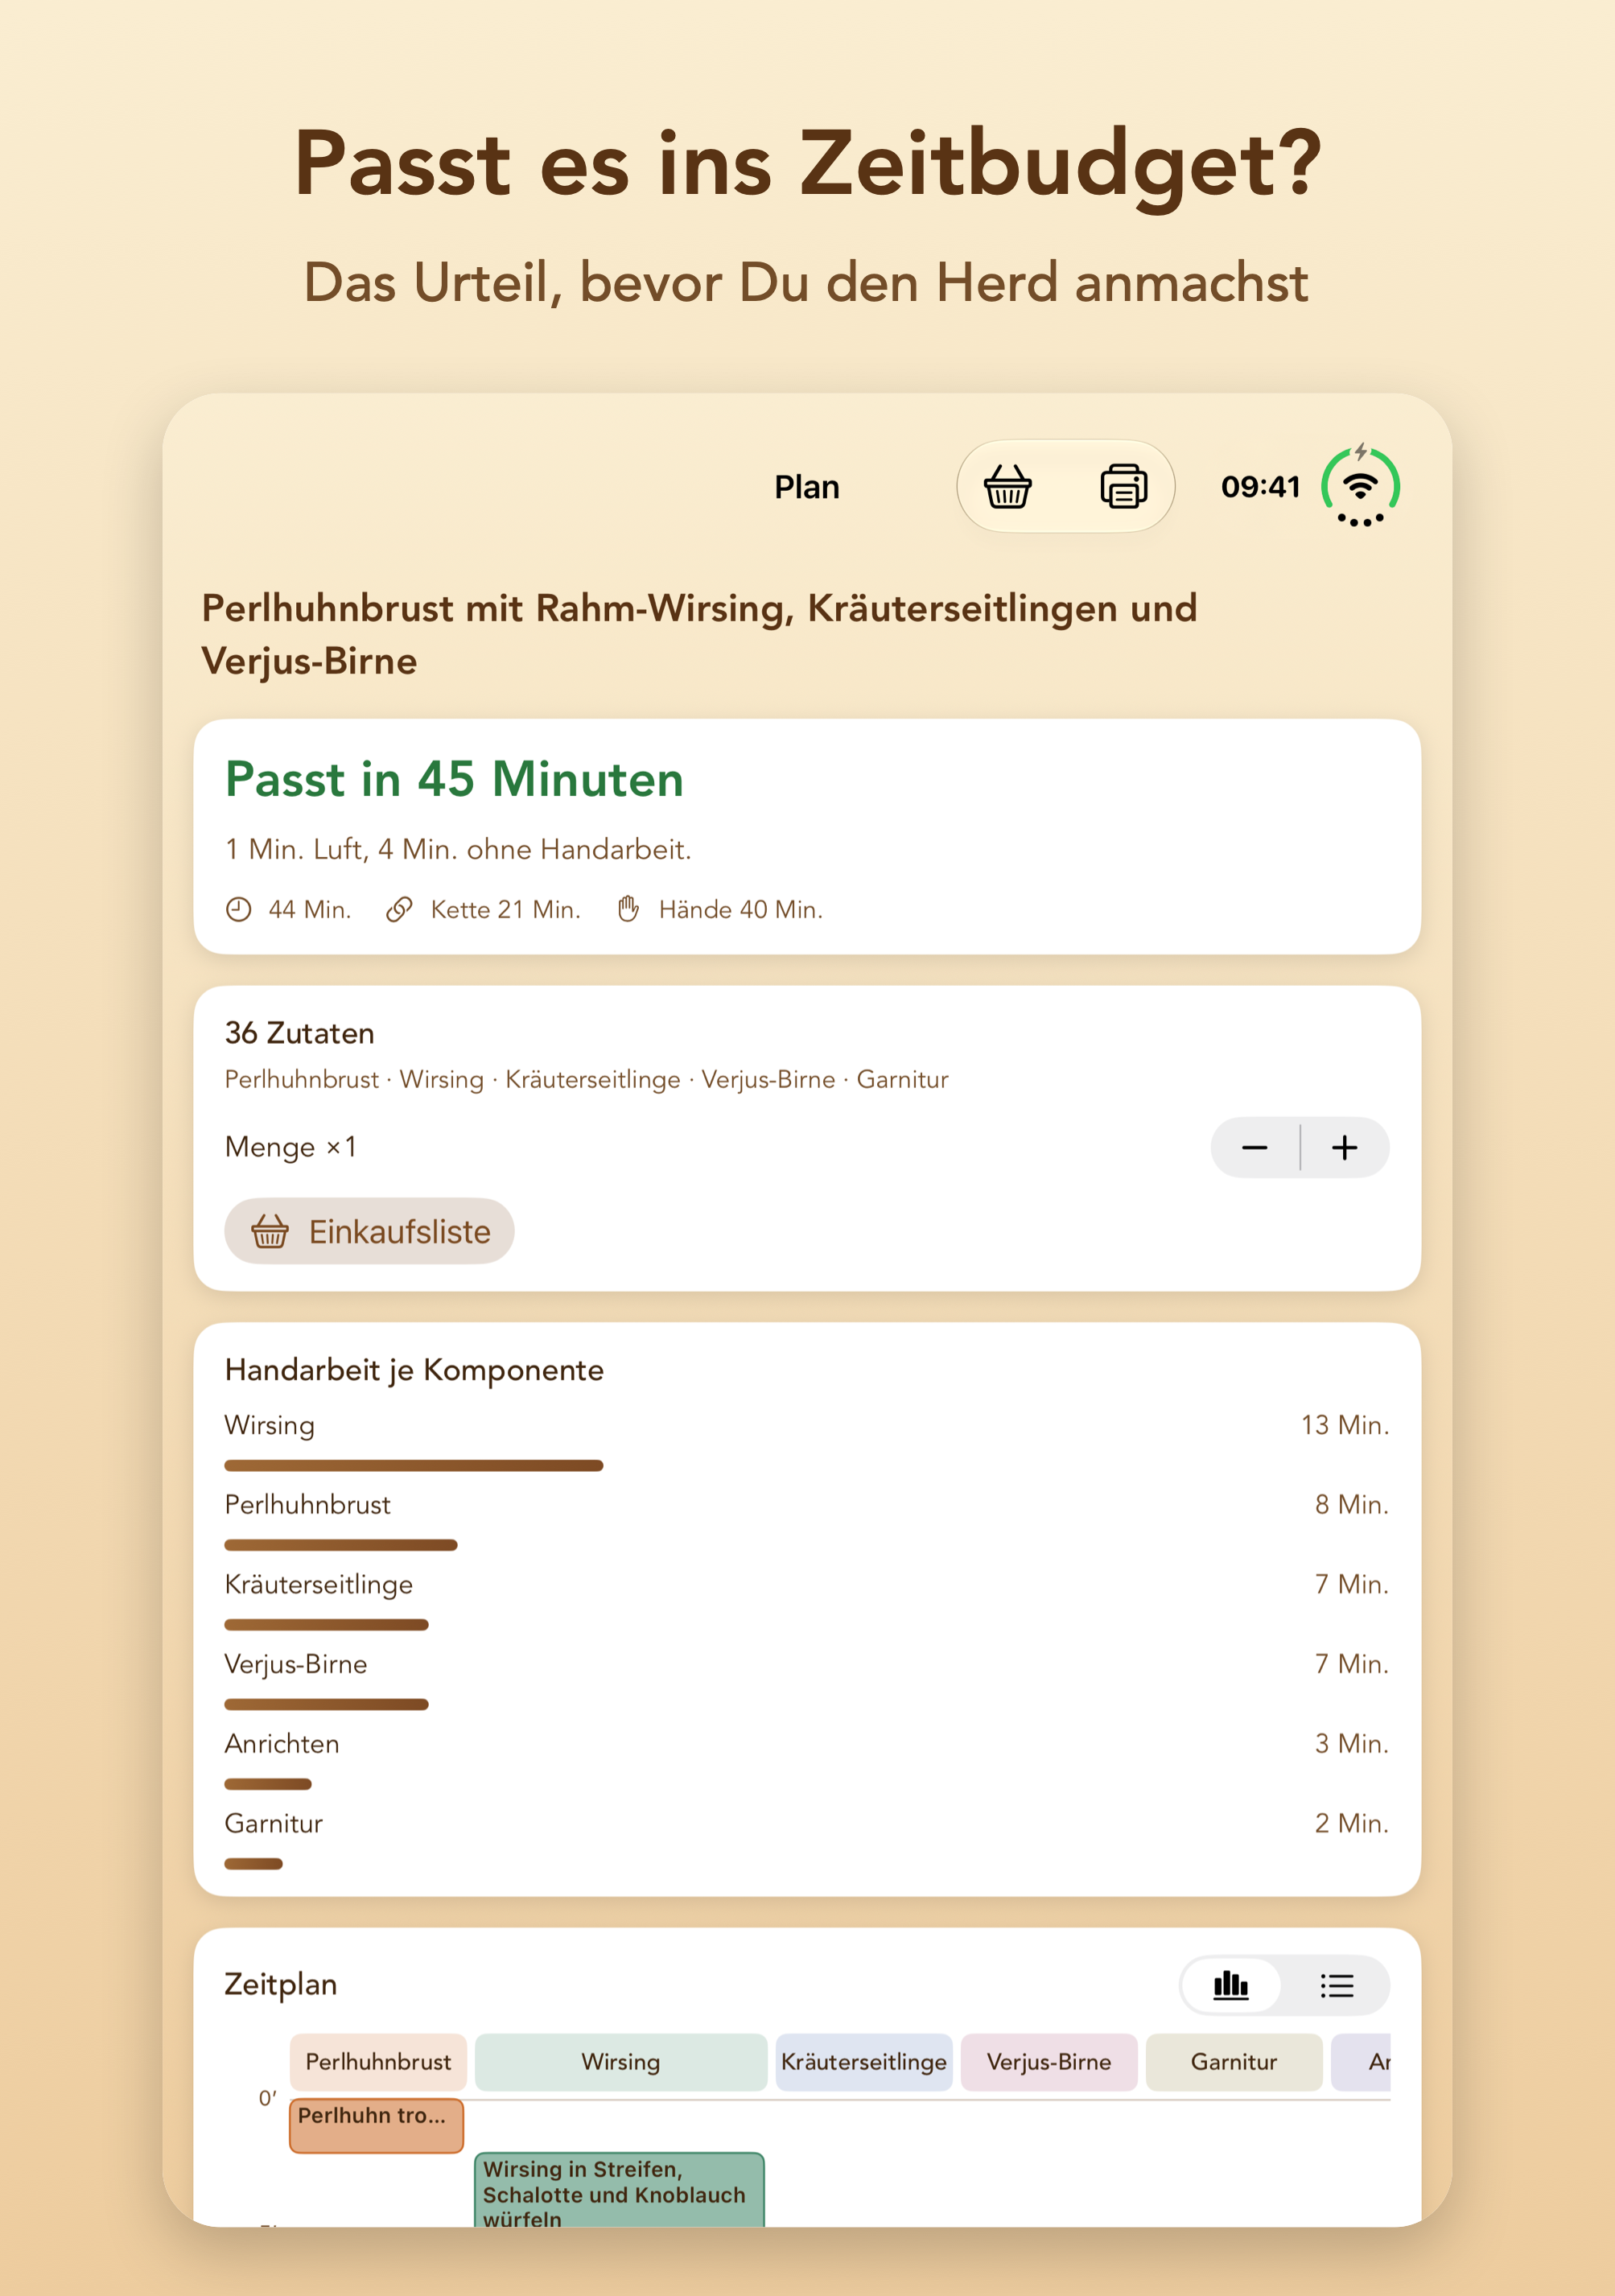 Passt es ins Zeitbudget?
Das Urteil, bevor Du den Herd anmachst
Plan
09:41
Perlhuhnbrust mit Rahm-Wirsing, Kräuterseitlingen und
Verjus-Birne
Passt in 45 Minuten
1 Min. Luft, 4 Min. ohne Handarbeit.
44 Min. Kette 21 Min. Hände 40 Min.
36 Zutaten
Perlhuhnbrust · Wirsing · Kräuterseitlinge · Verjus-Birne · Garnitur
Menge ×1
Einkaufsliste
Handarbeit je Komponente
Wirsing 13 Min.
Perlhuhnbrust 8 Min.
Kräuterseitlinge 7 Min.
Verjus-Birne 7 Min.
Anrichten 3 Min.
Garnitur 2 Min.
Zeitplan
Perlhuhnbrust Wirsing Kräuterseitlinge Verjus-Birne Garnitur Ar
0′
Perlhuhn tro...
Wirsing in Streifen,
Schalotte und Knoblauch
würfeln